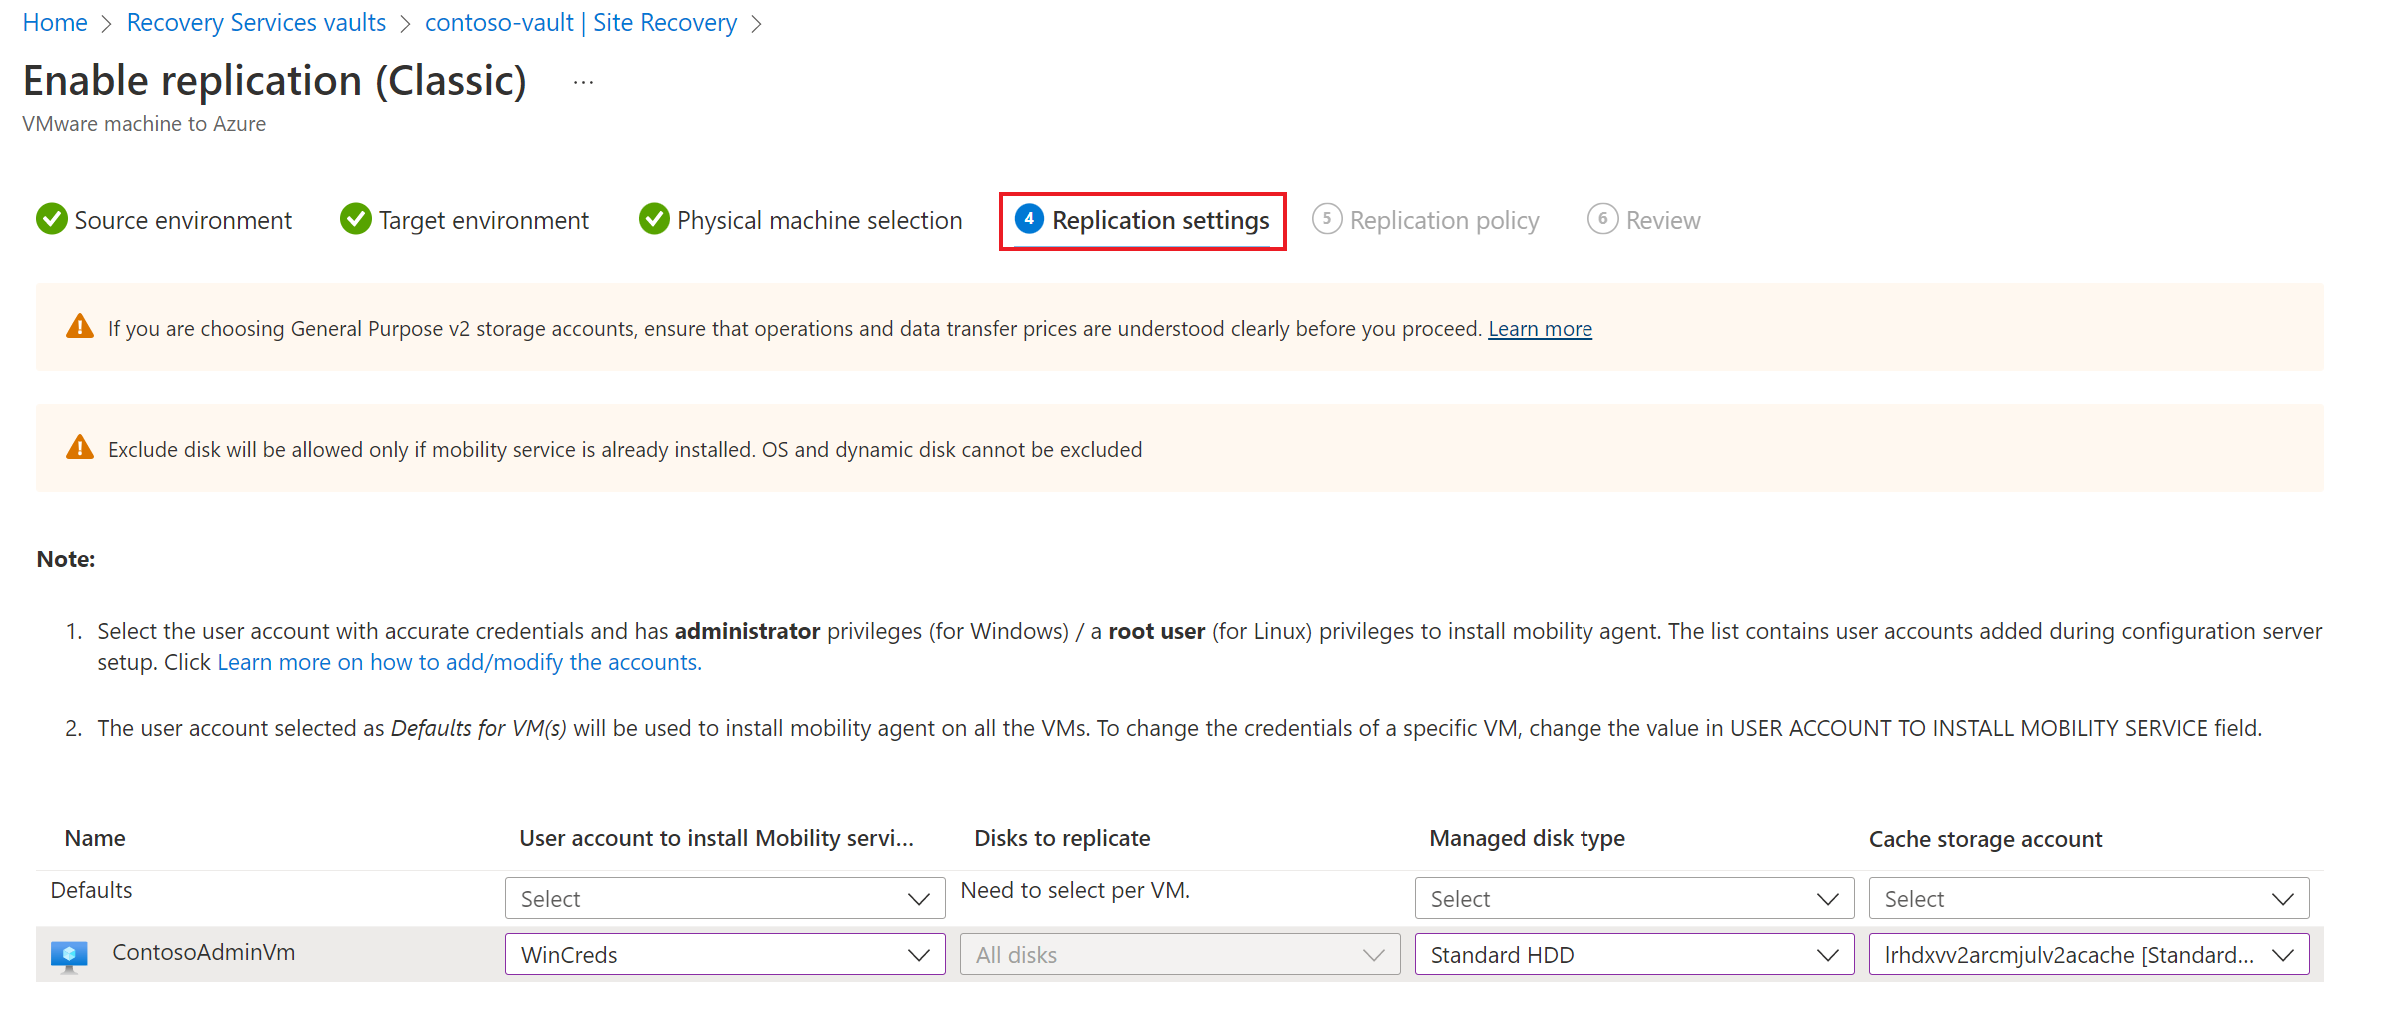 Home > Recovery Services vaults > contoso-vault | Site Recovery >
Enable replication (Classic) ...
VMware machine to Azure
Source environment Target environment Physical machine selection 4 Replication settings 5 Replication policy 6 Review
If you are choosing General Purpose v2 storage accounts, ensure that operations and data transfer prices are understood clearly before you proceed. Learn more
Exclude disk will be allowed only if mobility service is already installed. OS and dynamic disk cannot be excluded
Note:
1. Select the user account with accurate credentials and has administrator privileges (for Windows) / a root user (for Linux) privileges to install mobility agent. The list contains user accounts added during configuration server
setup. Click Learn more on how to add/modify the accounts.
2. The user account selected as Defaults for VM(s) will be used to install mobility agent on all the VMs. To change the credentials of a specific VM, change the value in USER ACCOUNT TO INSTALL MOBILITY SERVICE field.
Name User account to install Mobility servi... Disks to replicate Managed disk type Cache storage account
Defaults Select Need to select per VM. Select Select
ContosoAdminVm WinCreds All disks Standard HDD lrhdxvv2arcmjulv2acache [Standard...